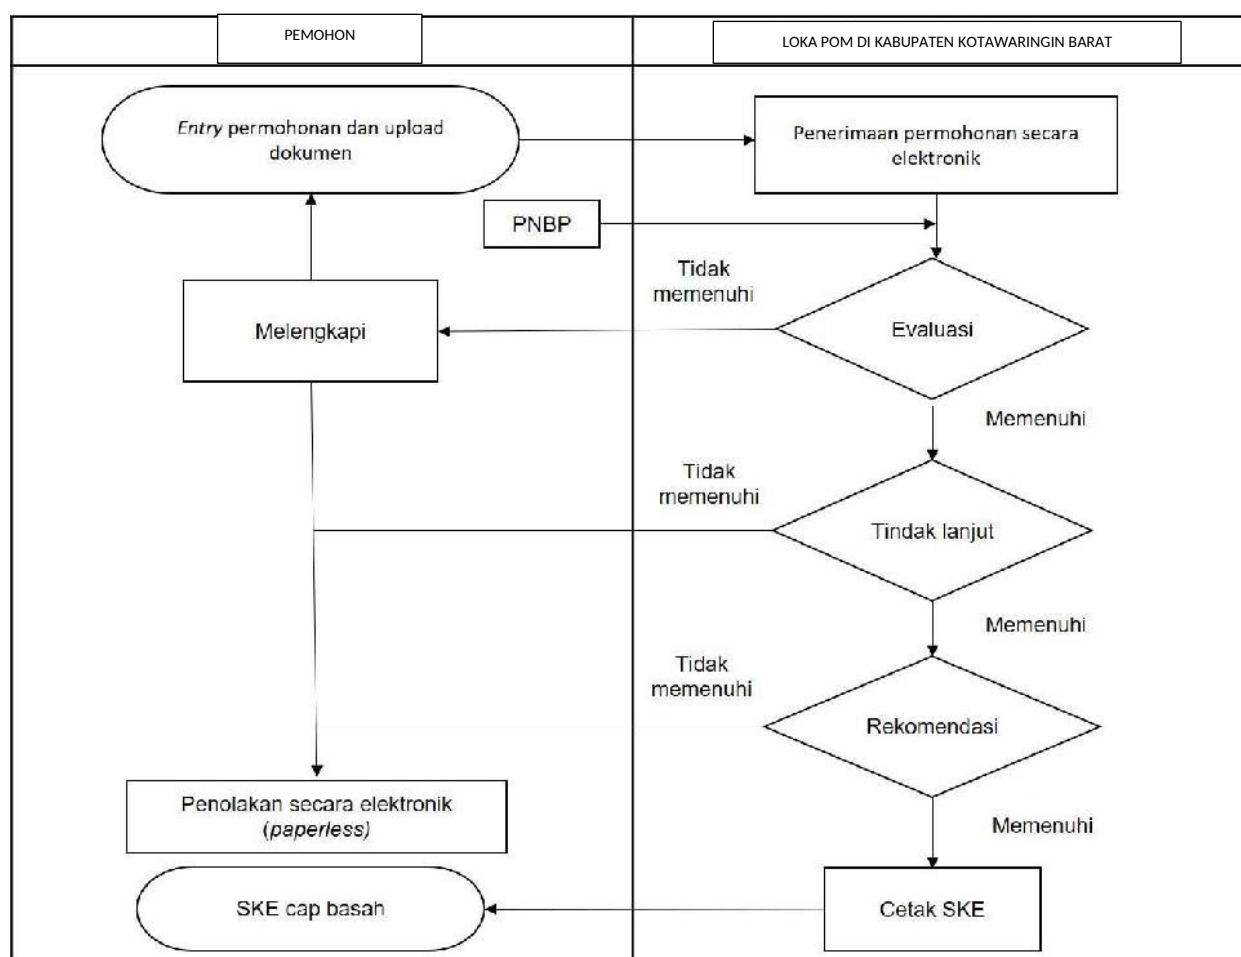 PEMOHON
LOKA POM DI KABUPATEN KOTAWARINGIN BARAT
Entry permohonan dan upload
dokumen
Penerimaan permohonan secara
elektronik
PNBP
Tidak
memenuhi
Melengkapi
Evaluasi
Memenuhi
Tidak
memenuhi
Tindak lanjut
Memenuhi
Tidak
memenuhi
Rekomendasi
Penolakan secara elektronik
(paperless)
Memenuhi
SKE cap basah
Cetak SKE